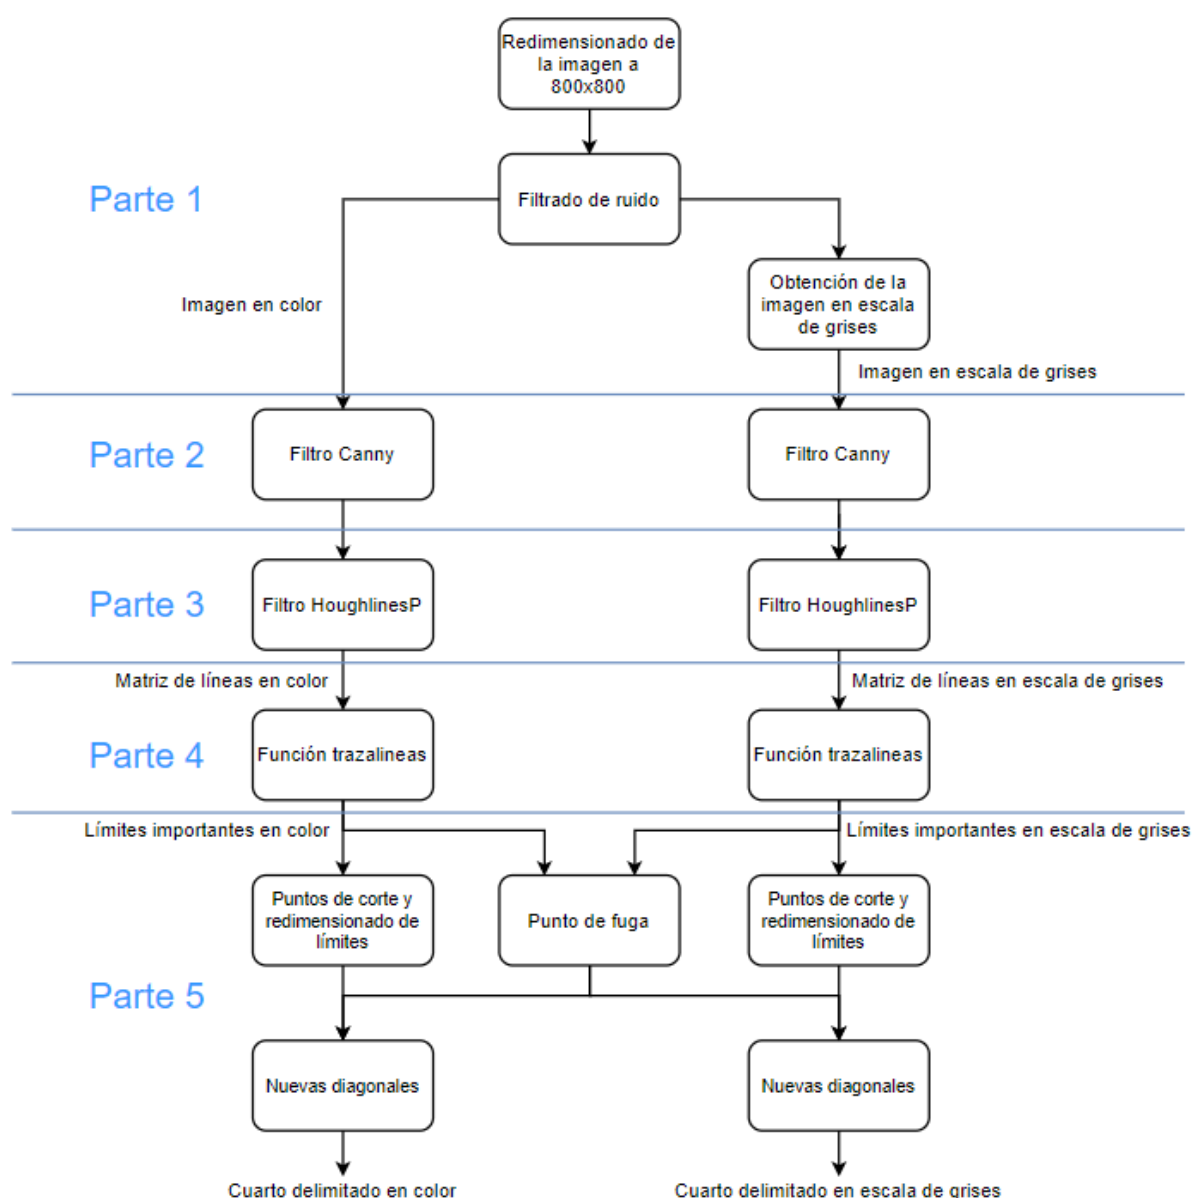 Redimensionado de
la imagen a
800x800
Parte 1
Filtrado de ruido
Imagen en color
Obtención de la
imagen en escala
de grises
Imagen en escala de grises
Parte 2
Filtro Canny
Filtro Canny
Parte 3
Filtro HoughlinesP
Filtro HoughlinesP
Matriz de líneas en color
Matriz de líneas en escala de grises
Parte 4
Función trazalineas
Función trazalineas
Límites importantes en color
Límites importantes en escala de grises
Puntos de corte y
redimensionado de
límites
Punto de fuga
Puntos de corte y
redimensionado de
límites
Parte 5
Nuevas diagonales
Nuevas diagonales
Cuarto delimitado en color
Cuarto delimitado en escala de grises